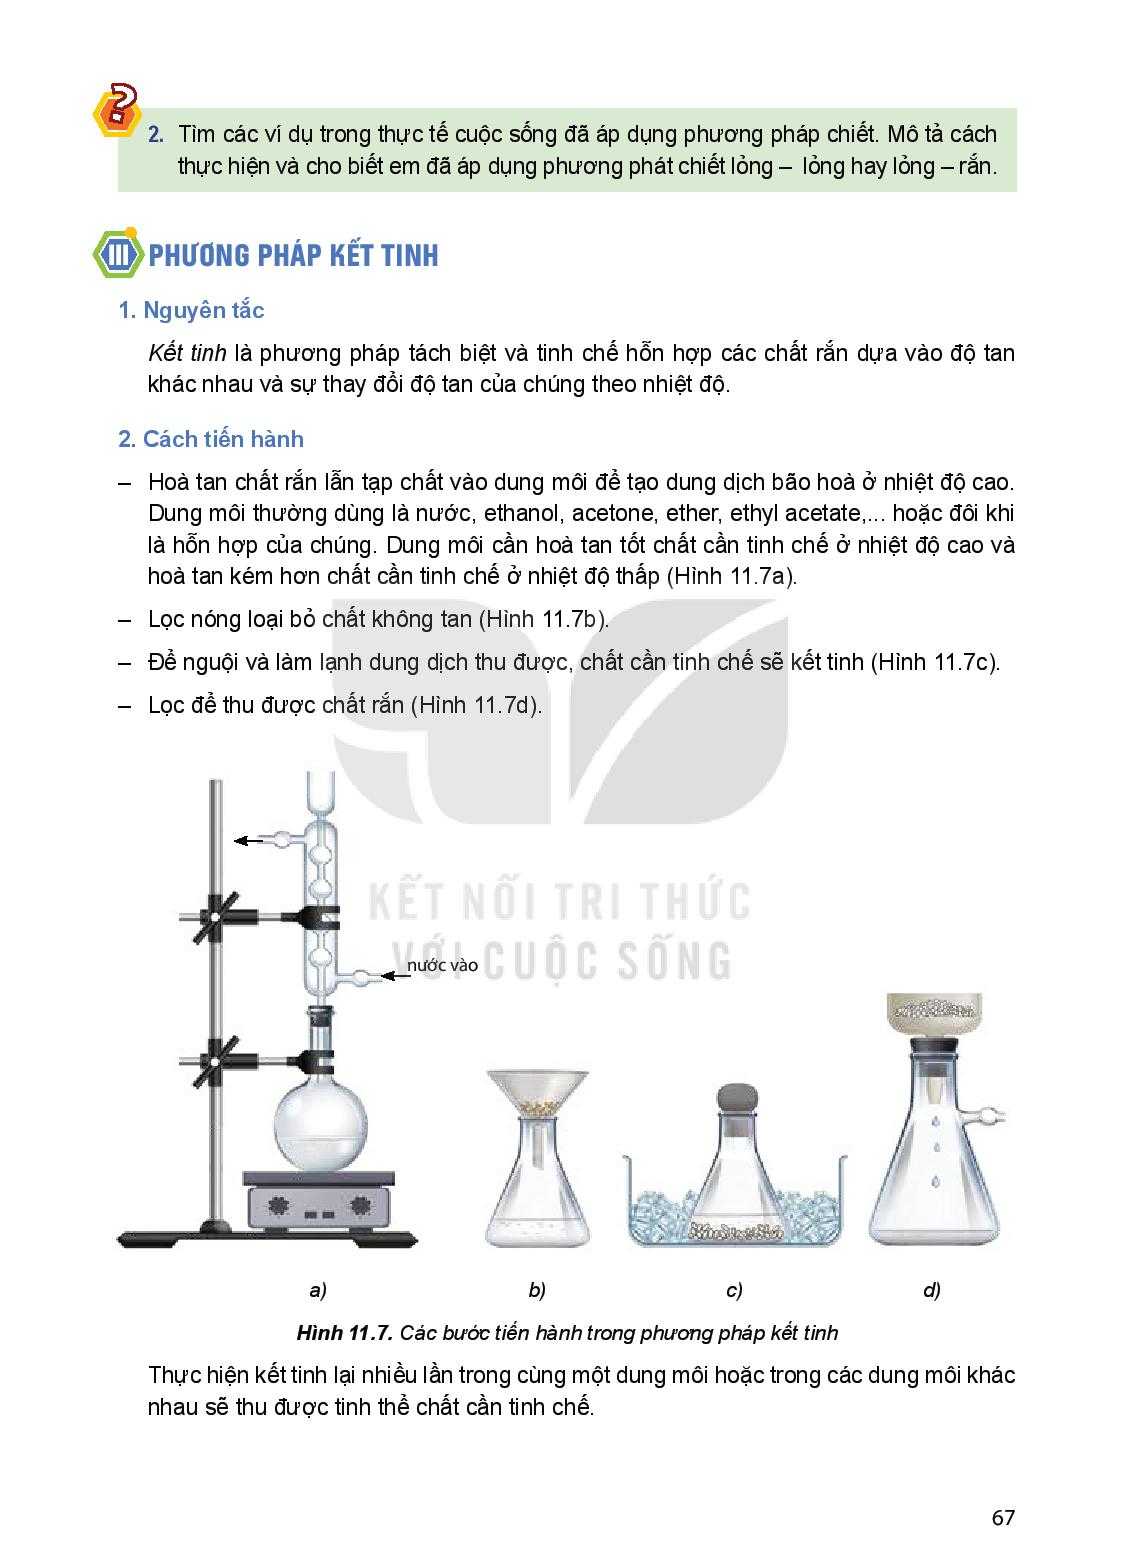 2. Tìm các ví dụ trong thực tế cuộc sống đã áp dụng phương pháp chiết. Mô tả cách
thực hiện và cho biết em đã áp dụng phương phát chiết lỏng – lỏng hay lỏng – rắn.
III PHƯƠNG PHÁP KẾT TINH
1. Nguyên tắc
Kết tinh là phương pháp tách biệt và tinh chế hỗn hợp các chất rắn dựa vào độ tan
khác nhau và sự thay đổi độ tan của chúng theo nhiệt độ.
2. Cách tiến hành
– Hoà tan chất rắn lẫn tạp chất vào dung môi để tạo dung dịch bão hoà ở nhiệt độ cao.
Dung môi thường dùng là nước, ethanol, acetone, ether, ethyl acetate,... hoặc đôi khi
là hỗn hợp của chúng. Dung môi cần hoà tan tốt chất cần tinh chế ở nhiệt độ cao và
hoà tan kém hơn chất cần tinh chế ở nhiệt độ thấp (Hình 11.7a).
– Lọc nóng loại bỏ chất không tan (Hình 11.7b).
– Để nguội và làm lạnh dung dịch thu được, chất cần tinh chế sẽ kết tinh (Hình 11.7c).
– Lọc để thu được chất rắn (Hình 11.7d).
KẾT NỐI TRI THỨC
VỚI CUỘC SỐNG
nước vào
a) b) c) d)
Hình 11.7. Các bước tiến hành trong phương pháp kết tinh
Thực hiện kết tinh lại nhiều lần trong cùng một dung môi hoặc trong các dung môi khác
nhau sẽ thu được tinh thể chất cần tinh chế.
67